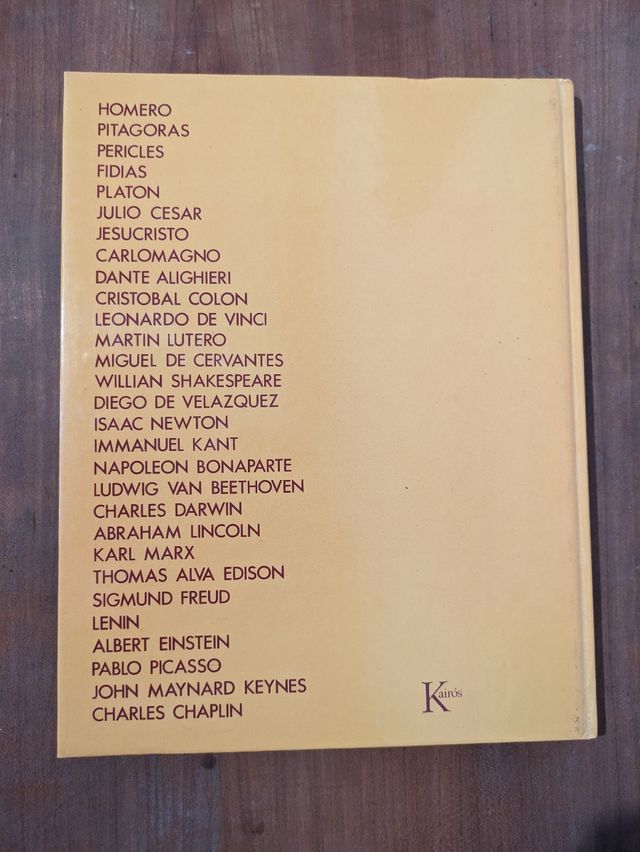 HOMERO
PITAGORAS
PERICLES
FIDIAS
PLATON
JULIO CESAR
JESUCRISTO
CARLOMAGNO
DANTE ALIGHIERI
CRISTOBAL COLON
LEONARDO DE VINCI
MARTIN LUTERO
MIGUEL DE CERVANTES
WILLIAN SHAKESPEARE
DIEGO DE VELAZQUEZ
ISAAC NEWTON
IMMANUEL KANT
NAPOLEON BONAPARTE
LUDWIG VAN BEETHOVEN
CHARLES DARWIN
ABRAHAM LINCOLN
KARL MARX
THOMAS ALVA EDISON
SIGMUND FREUD
LENIN
ALBERT EINSTEIN
PABLO PICASSO
JOHN MAYNARD KEYNES
CHARLES CHAPLIN
Kairós